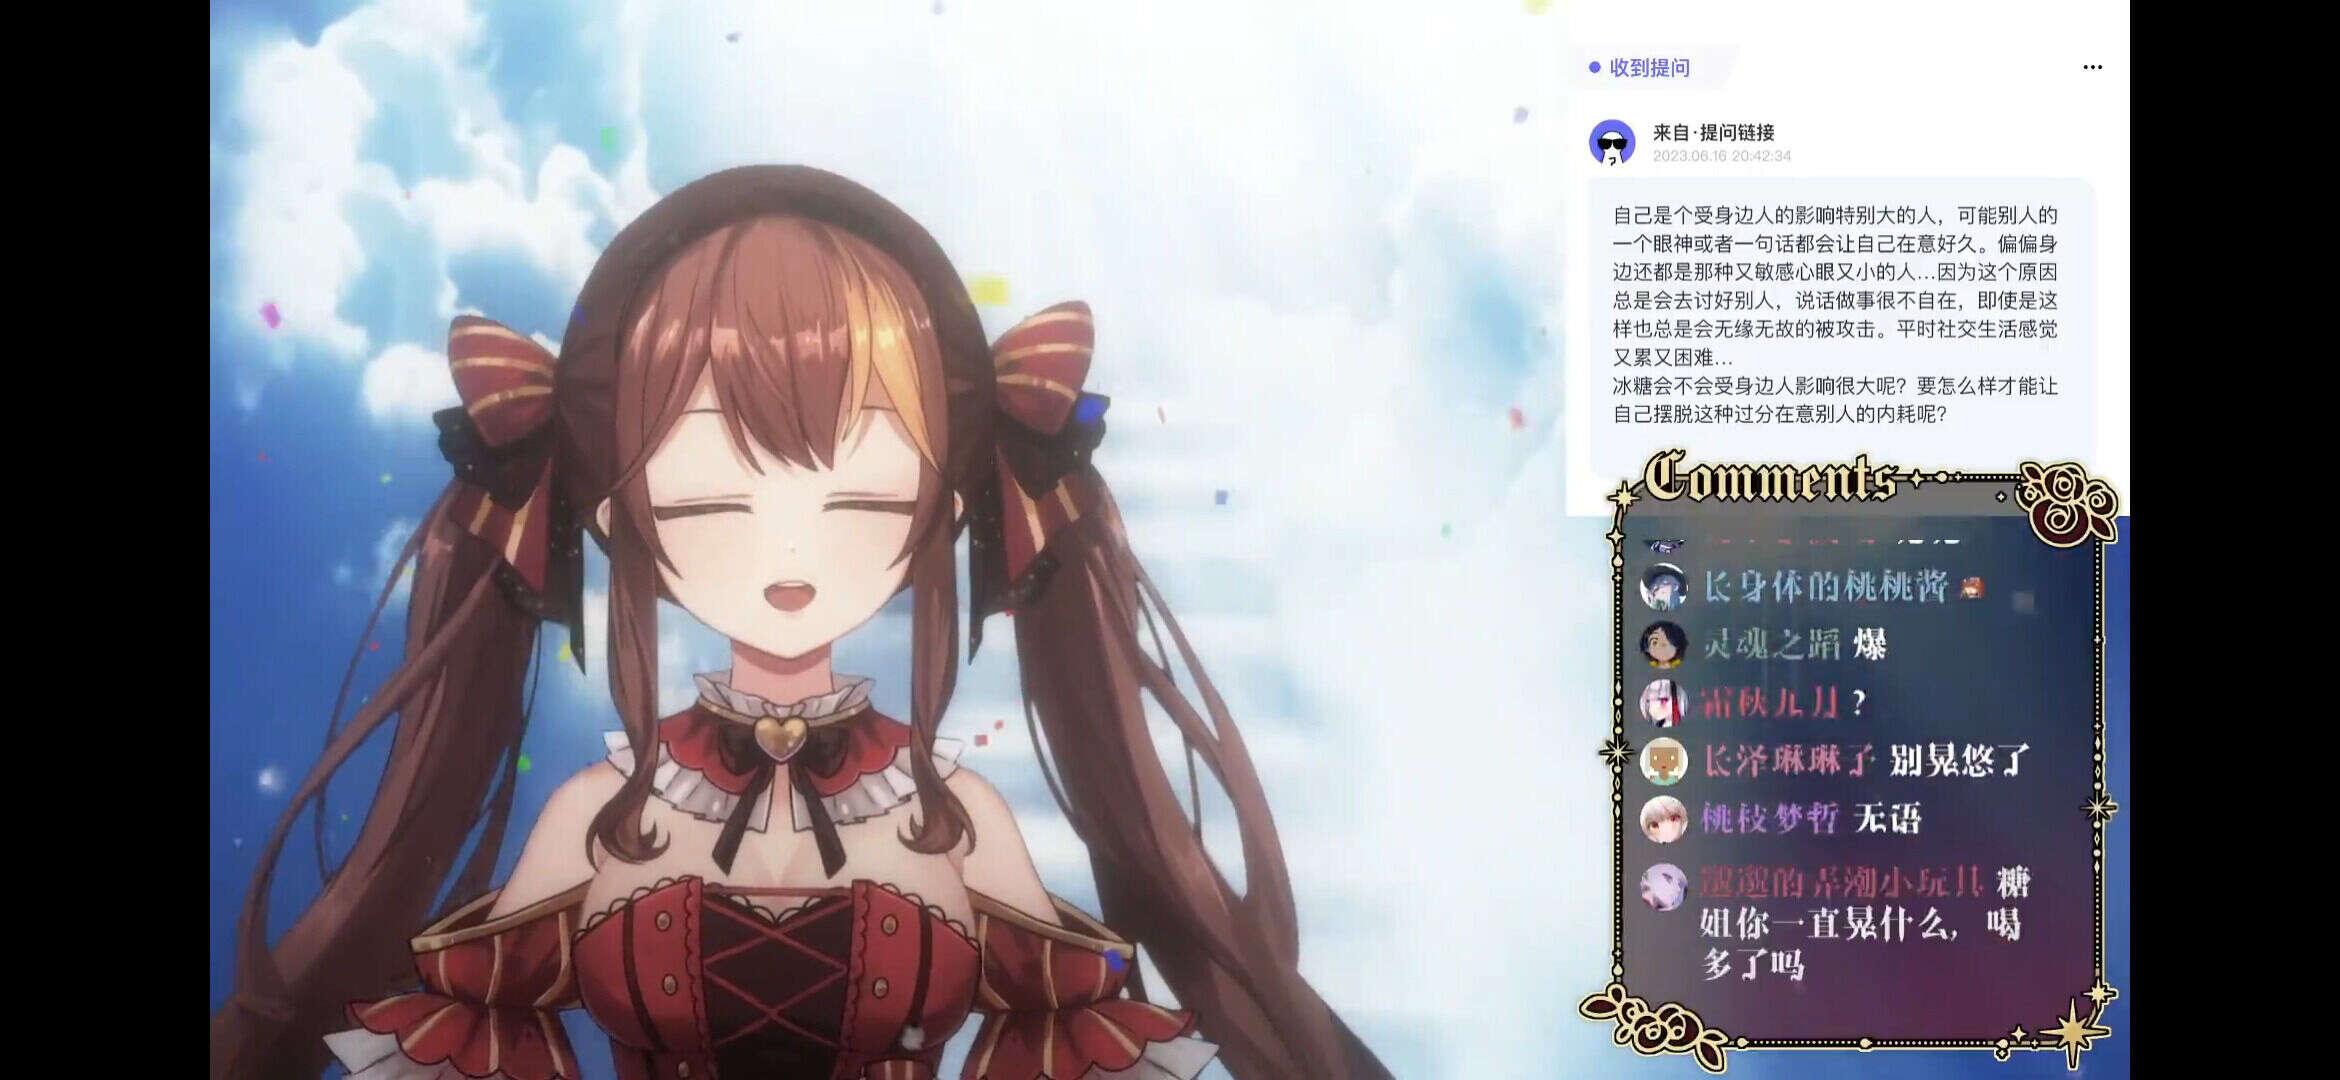 收到提问
来自·提问链接
2023.06.16 20:42:34
自己是个受身边人的影响特别大的人，可能别人的
一个眼神或者一句话都会让自己在意好久。偏偏身
边还都是那种又敏感心眼又小的人...因为这个原因
总是会去讨好别人，说话做事很不自在，即使是这
样也总是会无缘无故的被攻击。平时社交生活感觉
又累又困难...
冰糖会不会受身边人影响很大呢？要怎么样才能让
自己摆脱这种过分在意别人的内耗呢？
Comments
长身体的桃桃酱
灵魂之蹈 爆
雷秋九月 ?
长泽琳琳子 别晃悠了
桃枝梦哲 无语
的弄潮小玩具 糖
姐你一直晃什么，喝
多了吗